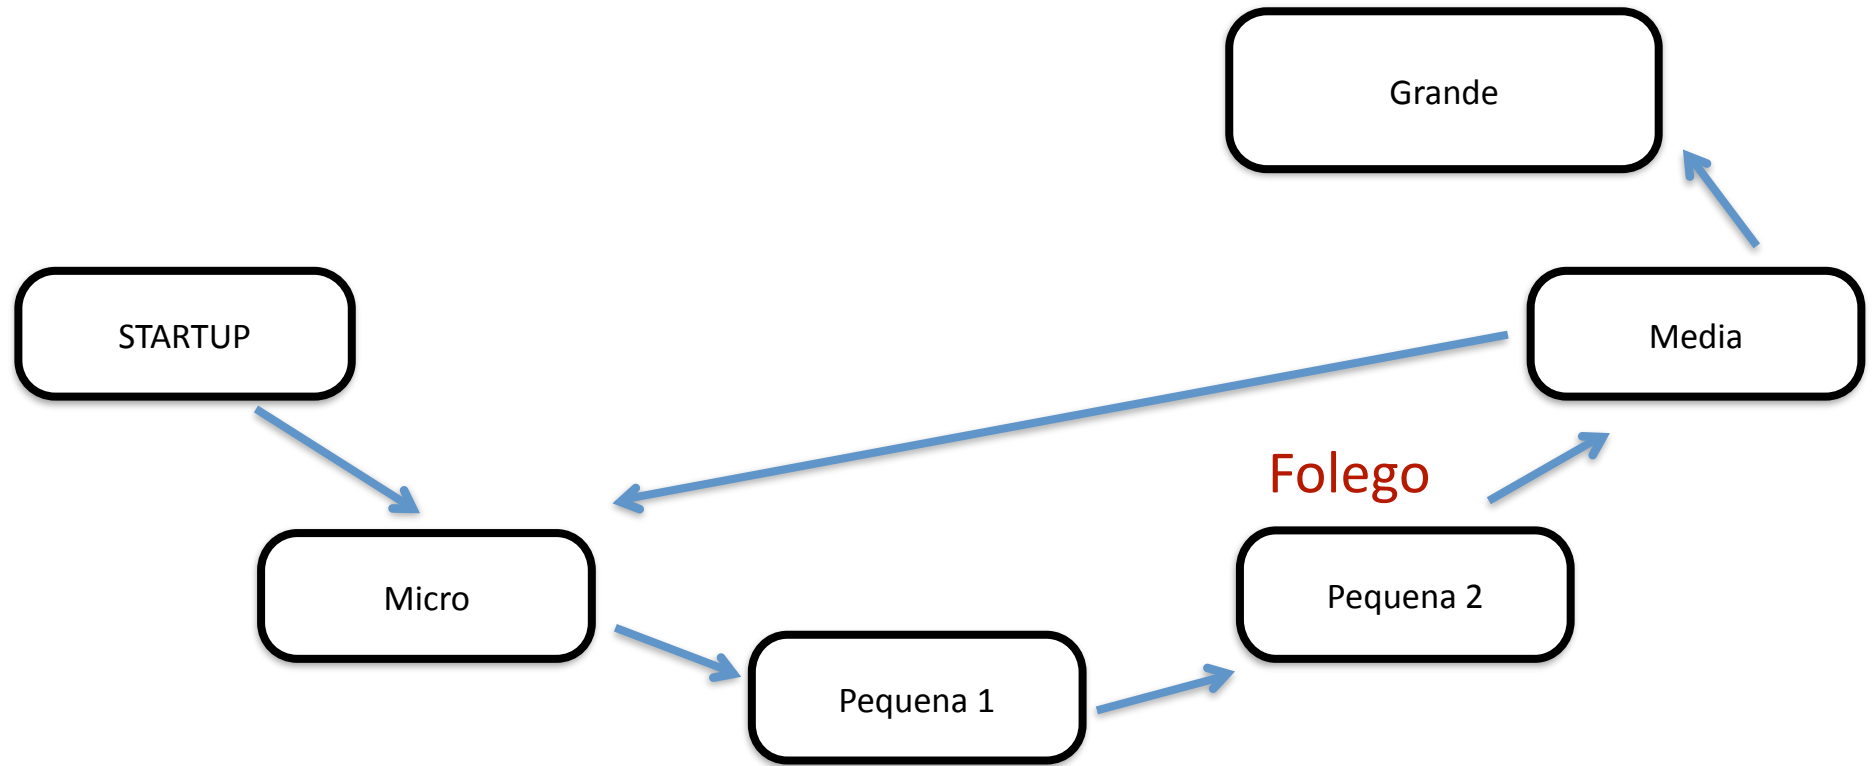 Grande
STARTUP
Media
Folego
Micro
Pequena 2
Pequena 1